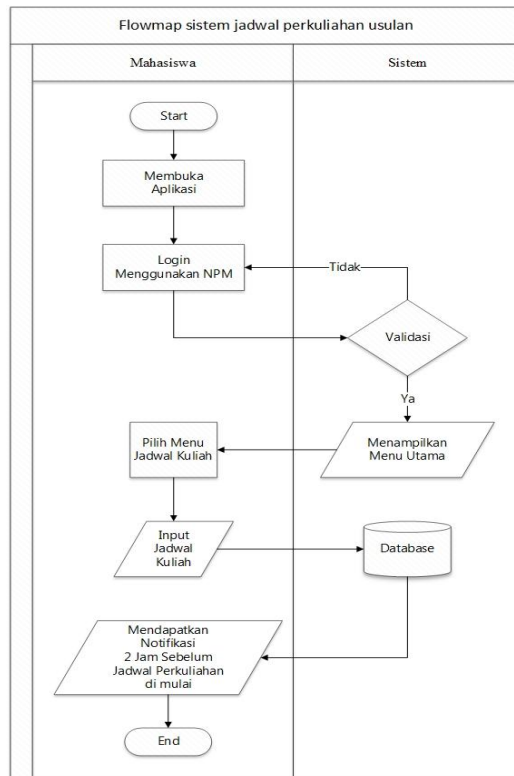 Flowmap sistem jadwal perkuliahan usulan
Mahasiswa
Sistem
Start
Membuka
Aplikasi
Login
Menggunakan NPM
Tidak
Validasi
Ya
Pilih Menu
Jadwal Kuliah
Menampilkan
Menu Utama
Input
Jadwal
Kuliah
Database
Mendapatkan
Notifikasi
2 Jam Sebelum
Jadwal Perkuliahan
di mulai
End